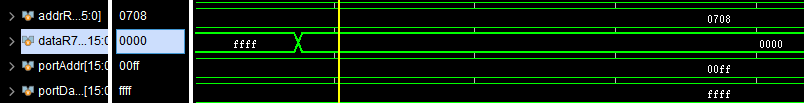 addrR...5:0] 0708 0708
dataR7...15:0 0000 ffff 0000
portAddr[15:0 00ff 00ff
portDa...[15:0 ffff ffff